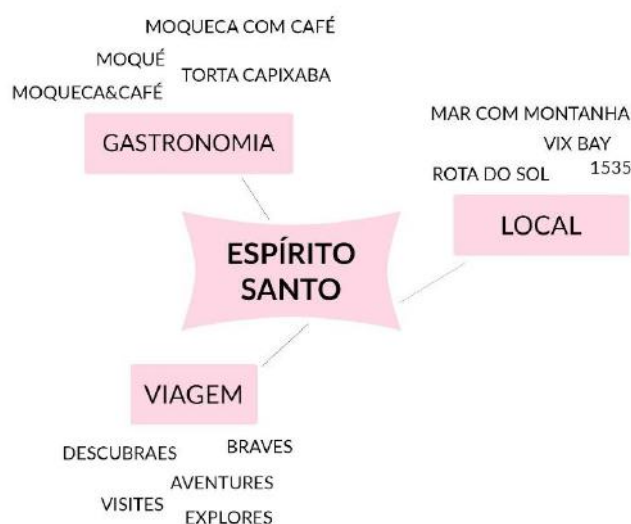 MOQUECA COM CAFÉ
MOQUÉ
TORTA CAPIXABA
MOQUECA&CAFÉ
GASTRONOMIA
MAR COM MONTANHA
VIX BAY
ROTA DO SOL
1535
LOCAL
ESPÍRITO
SANTO
VIAGEM
DESCUBRAES
BRAVES
AVENTURES
VISITES
EXPLORES